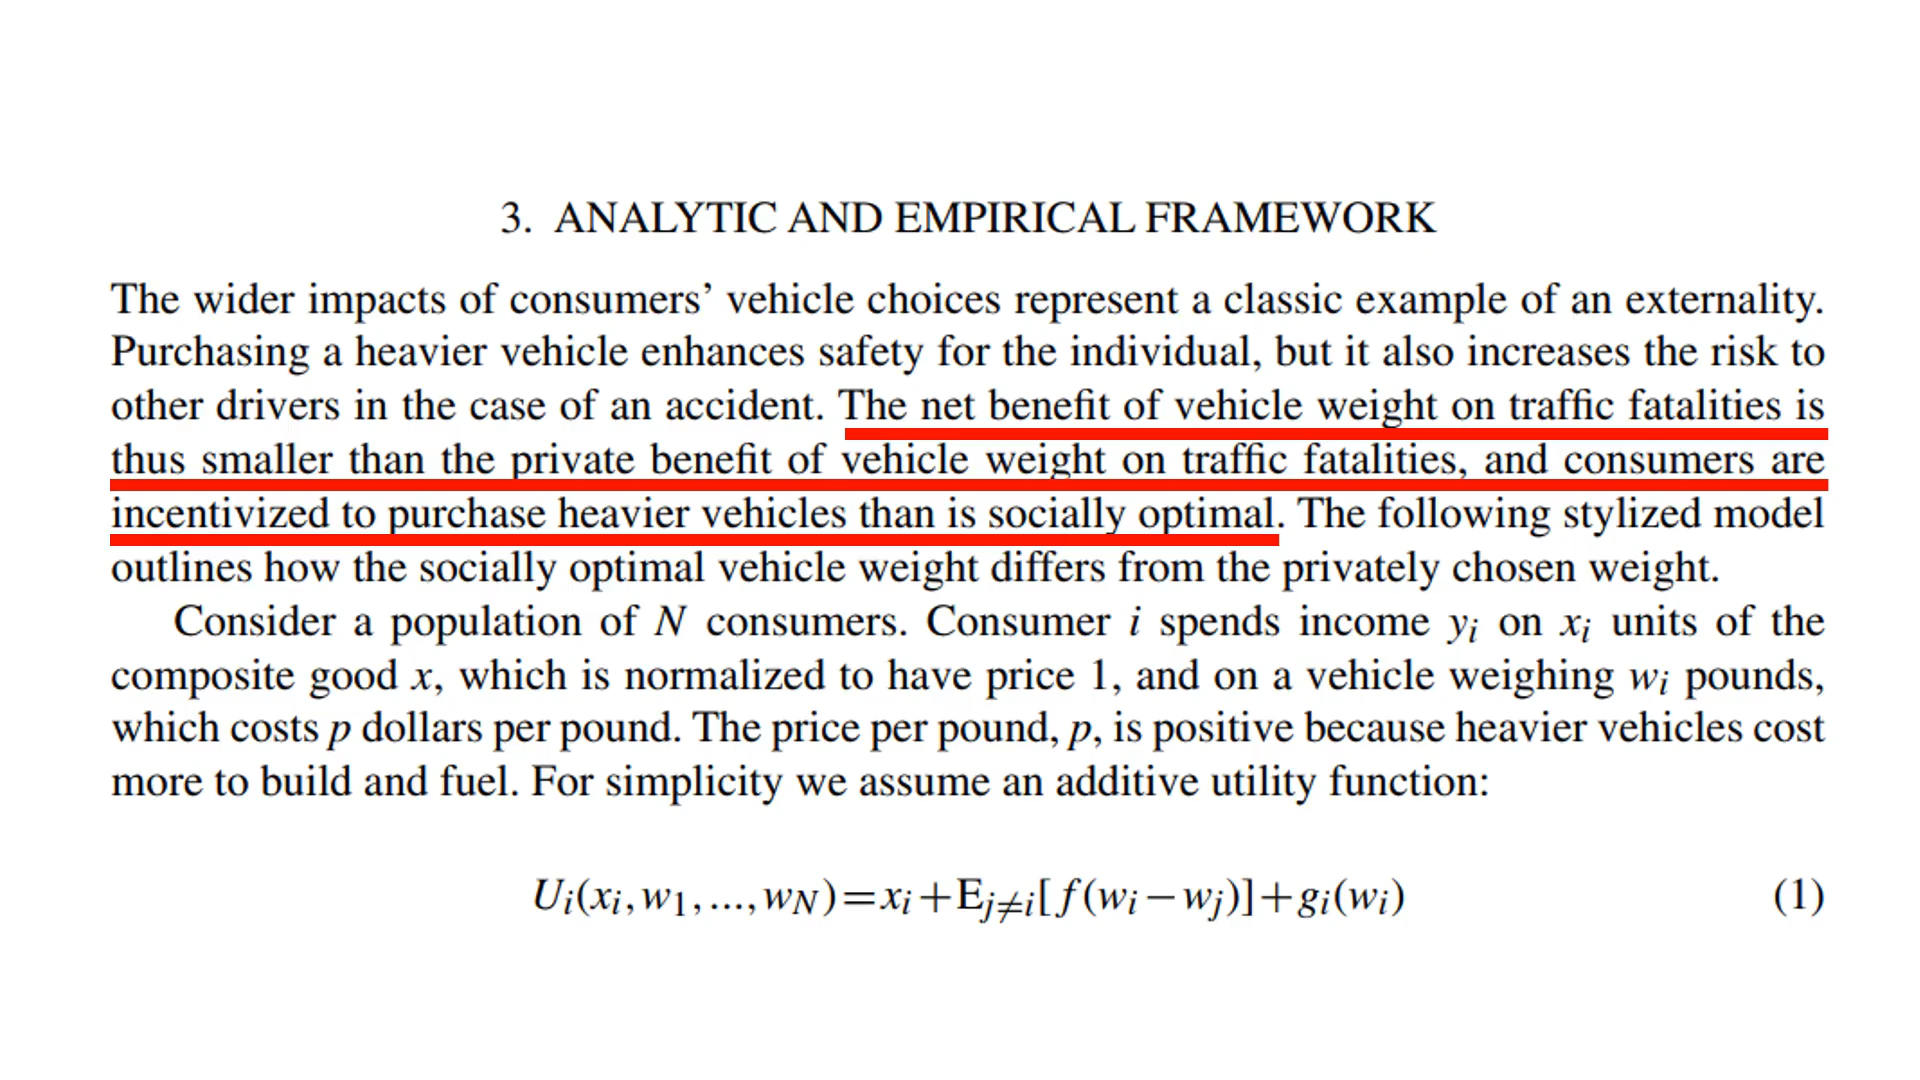 3. ANALYTIC AND EMPIRICAL FRAMEWORK
The wider impacts of consumers’ vehicle choices represent a classic example of an externality.
Purchasing a heavier vehicle enhances safety for the individual, but it also increases the risk to
other drivers in the case of an accident. The net benefit of vehicle weight on traffic fatalities is
thus smaller than the private benefit of vehicle weight on traffic fatalities, and consumers are
incentivized to purchase heavier vehicles than is socially optimal. The following stylized model
outlines how the socially optimal vehicle weight differs from the privately chosen weight.
Consider a population of N consumers. Consumer i spends income yᵢ on xᵢ units of the
composite good x, which is normalized to have price 1, and on a vehicle weighing wᵢ pounds,
which costs p dollars per pound. The price per pound, p, is positive because heavier vehicles cost
more to build and fuel. For simplicity we assume an additive utility function:
Uᵢ(xᵢ,w₁,...,w_N)=xᵢ+E_{j≠i}[f(wᵢ−wⱼ)]+gᵢ(wᵢ) (1)